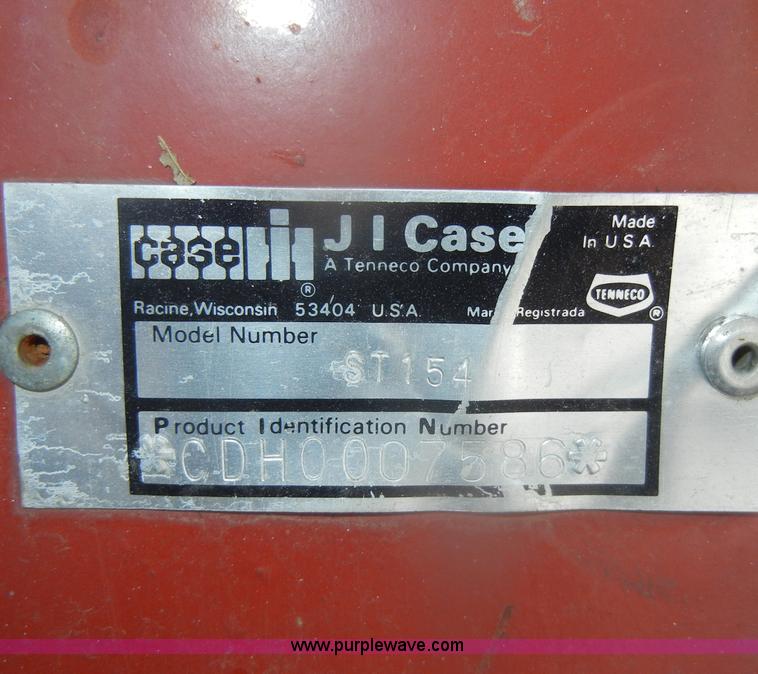 case IH
®
J I Case
A Tenneco Company
Made
In U.S.A.
TENNECO
®
Racine, Wisconsin 53404 U.S.A.
Registrada
Model Number
ST154
Product Identification Number
*CDH0007586*
www.purplewave.com